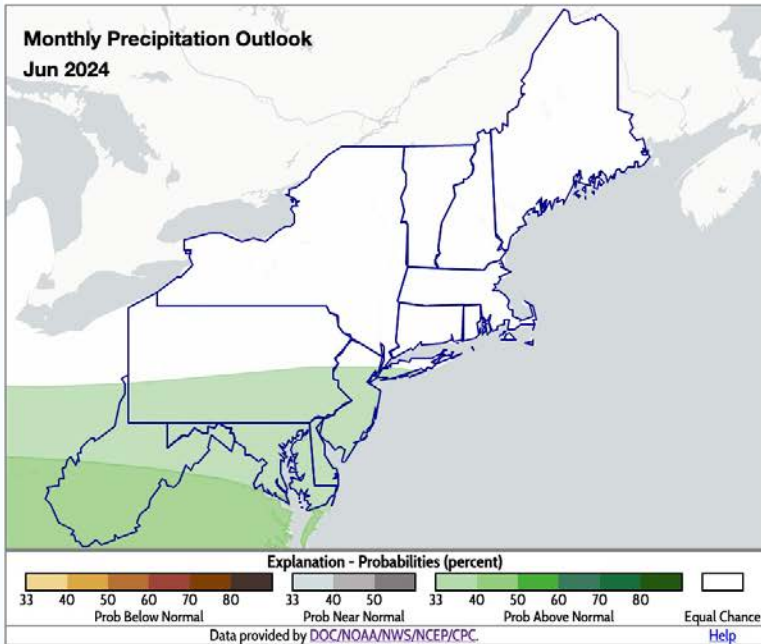 Monthly Precipitation Outlook
Jun 2024
Explanation - Probabilities (percent)
33 40 50 60 70 80 33 40 50 33 40 50 60 70 80
Prob Below Normal Prob Near Normal Prob Above Normal Equal Chance
Data provided by DOC/NOAA/NWS/NCEP/CPC. Help